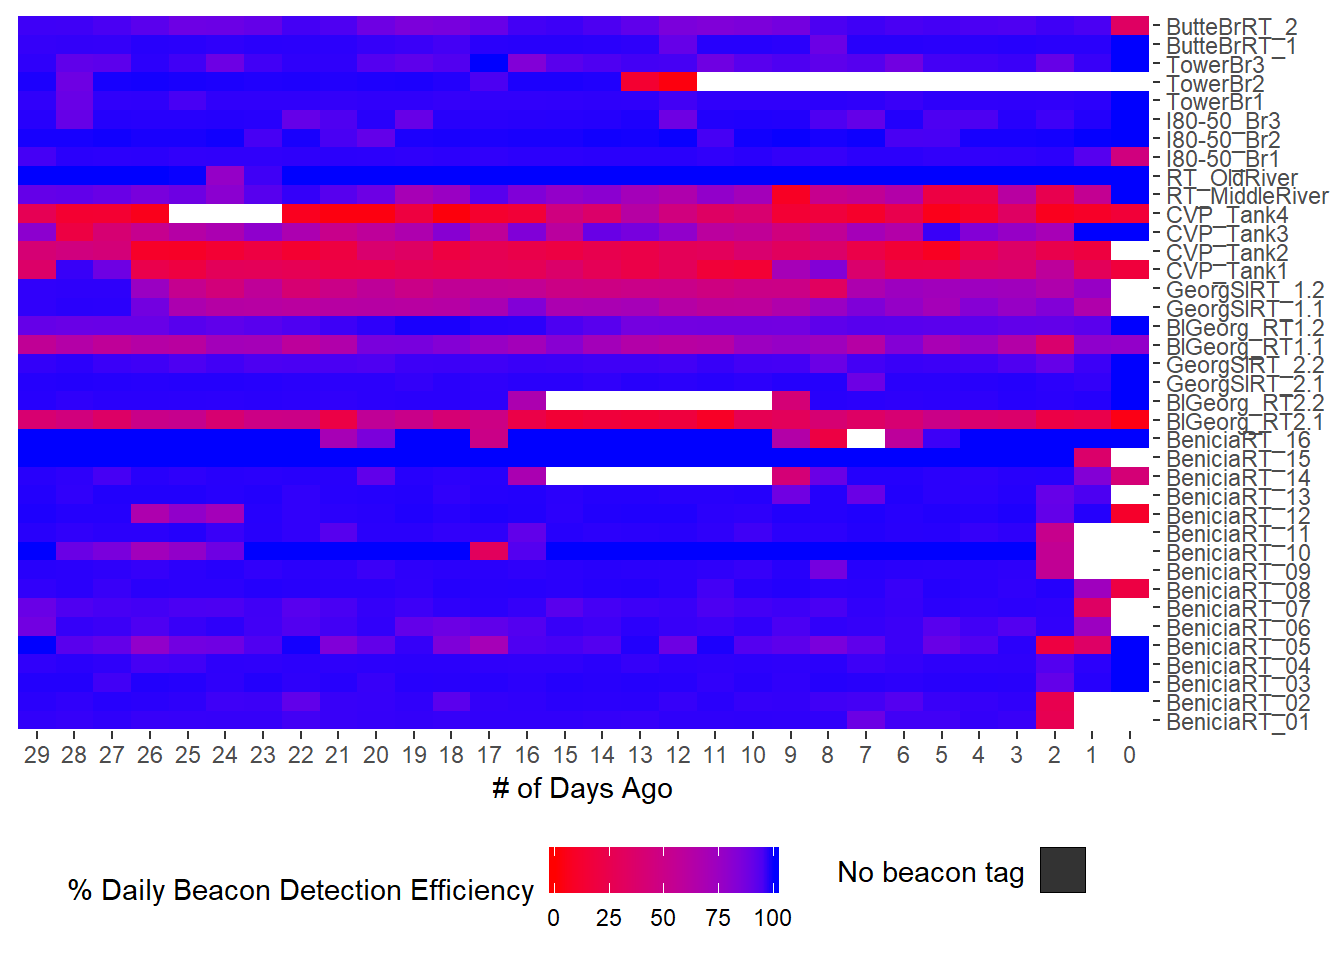 ButteBrRT_2
ButteBrRT_1
TowerBr3
TowerBr2
TowerBr1
I80-50_Br3
I80-50_Br2
I80-50_Br1
RT_OldRiver
RT_MiddleRiver
CVP_Tank4
CVP_Tank3
CVP_Tank2
CVP_Tank1
GeorgSlRT_1.2
GeorgSlRT_1.1
BlGeorg_RT1.2
BlGeorg_RT1.1
GeorgSlRT_2.2
GeorgSlRT_2.1
BlGeorg_RT2.2
BlGeorg_RT2.1
BeniciaRT_16
BeniciaRT_15
BeniciaRT_14
BeniciaRT_13
BeniciaRT_12
BeniciaRT_11
BeniciaRT_10
BeniciaRT_09
BeniciaRT_08
BeniciaRT_07
BeniciaRT_06
BeniciaRT_05
BeniciaRT_04
BeniciaRT_03
BeniciaRT_02
BeniciaRT_01
29 28 27 26 25 24 23 22 21 20 19 18 17 16 15 14 13 12 11 10 9 8 7 6 5 4 3 2 1 0
# of Days Ago
% Daily Beacon Detection Efficiency
0 25 50 75 100
No beacon tag